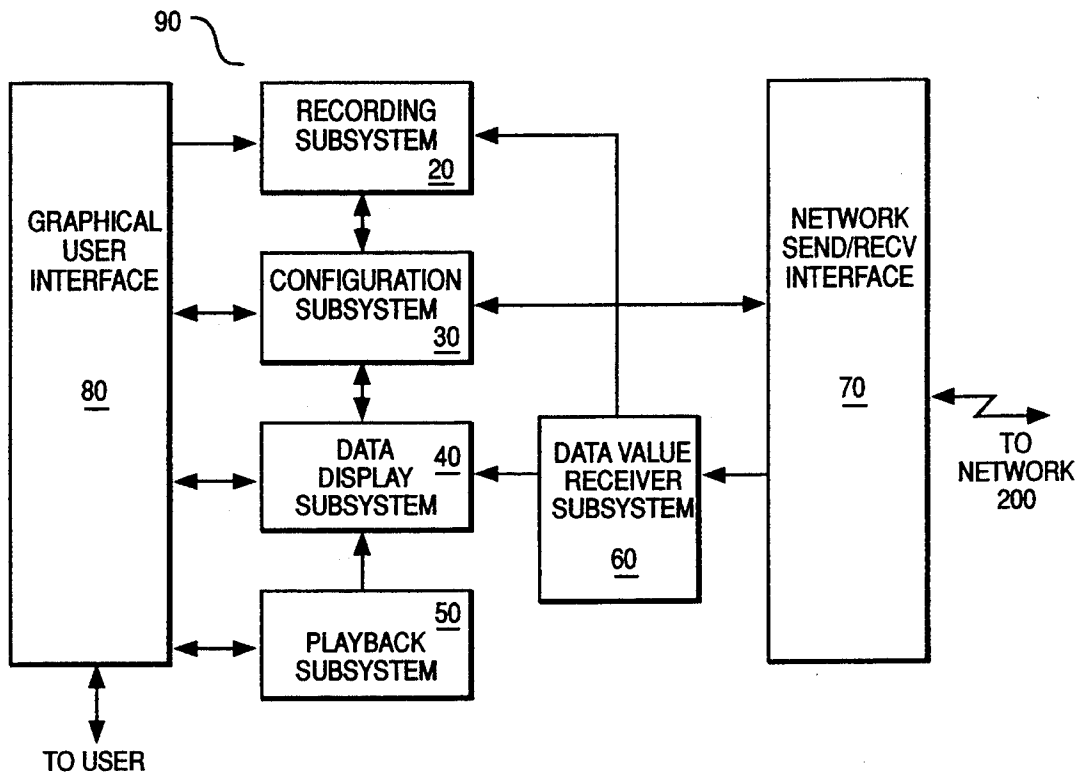 90
RECORDING
SUBSYSTEM
20
GRAPHICAL
USER
INTERFACE
80
CONFIGURATION
SUBSYSTEM
30
NETWORK
SEND/RECV
INTERFACE
70
DATA
DISPLAY
SUBSYSTEM
40
DATA VALUE
RECEIVER
SUBSYSTEM
60
TO
NETWORK
200
50
PLAYBACK
SUBSYSTEM
TO USER